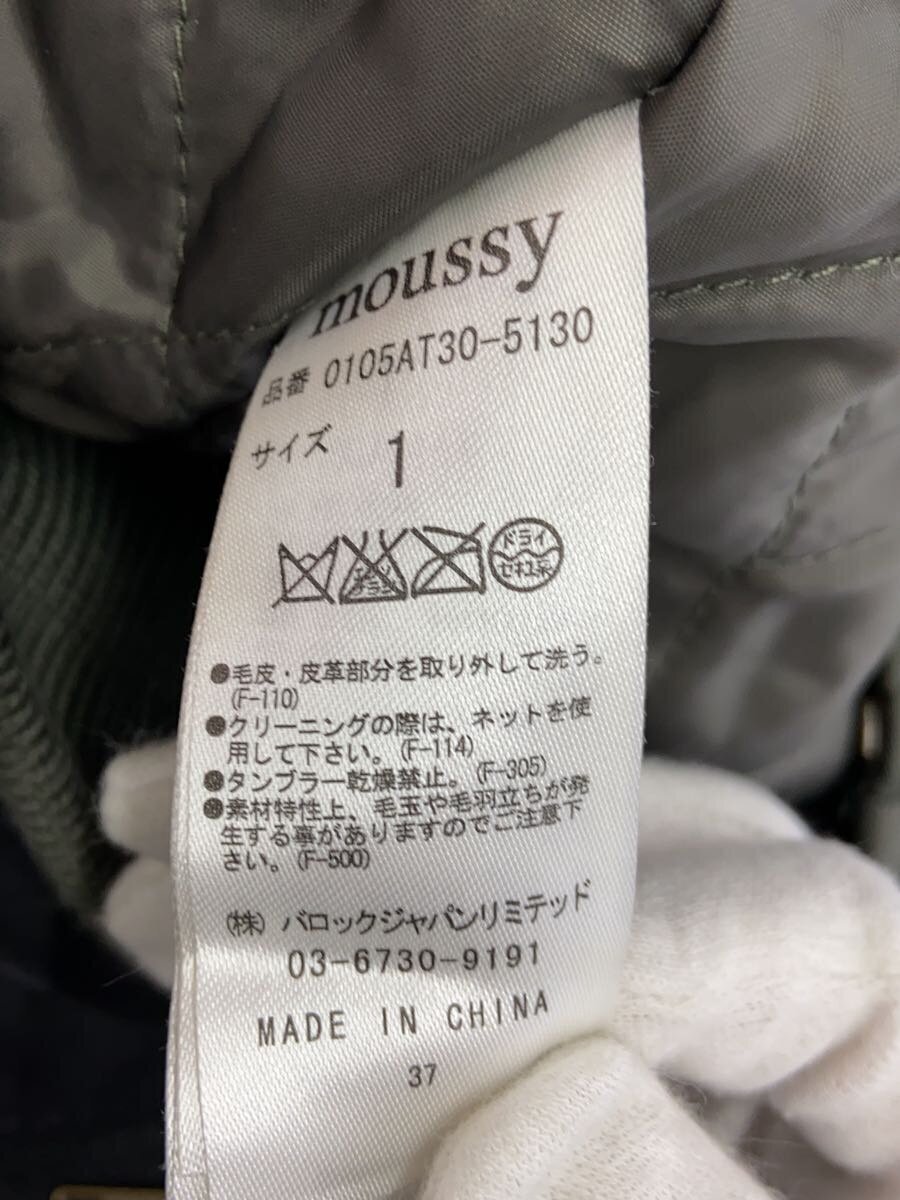 moussy
品番 0105AT30-5130
サイズ 1
エンソ サラシ
ドライ
セキユ系
●毛皮・皮革部分を取り外して洗う。
(F-110)
●クリーニングの際は、ネットを使
用して下さい。(F-114)
●タンブラー乾燥禁止。(F-305)
●素材特性上、毛玉や毛羽立ちが発
生する事がありますのでご注意下
さい。(F-500)
(株) バロックジャパンリミテッド
03-6730-9191
MADE IN CHINA
37